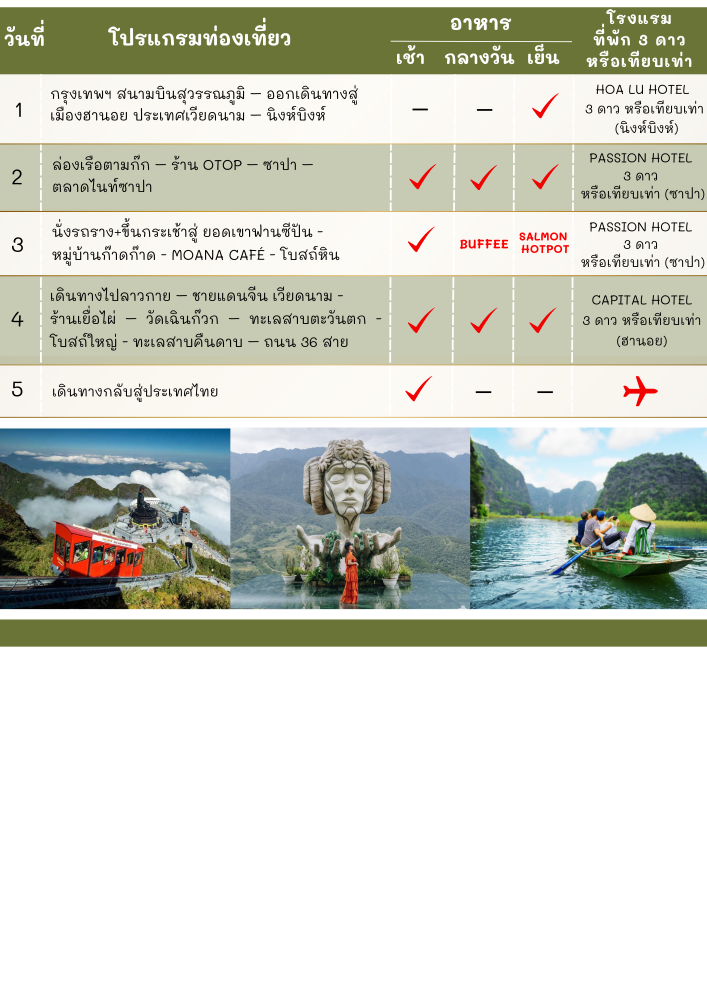 วันที่ โปรแกรมท่องเที่ยว อาหาร โรงแรม
ที่พัก 3 ดาว
หรือเทียบเท่า
เช้า กลางวัน เย็น
1
กรุงเทพฯ สนามบินสุวรรณภูมิ – ออกเดินทางสู่
เมืองฮานอย ประเทศเวียดนาม – นิงห์บิงห์
– –
HOA LU HOTEL
3 ดาว หรือเทียบเท่า
(นิงห์บิงห์)
2
ล่องเรือตามก๊ก – ร้าน OTOP – ซาปา –
ตลาดไนท์ซาปา
PASSION HOTEL
3 ดาว
หรือเทียบเท่า (ซาปา)
3
นั่งรถราง+ขึ้นกระเช้าสู่ ยอดเขาฟานซีปัน -
หมู่บ้านก๊าดก๊าด - MOANA CAFÉ - โบสถ์หิน
BUFFEE
SALMON
HOTPOT
PASSION HOTEL
3 ดาว
หรือเทียบเท่า (ซาปา)
4
เดินทางไปลาวกาย – ชายแดนจีน เวียดนาม -
ร้านเยื่อไผ่ – วัดเฉินก๊วก – ทะเลสาบตะวันตก -
โบสถ์ใหญ่ - ทะเลสาบคืนดาบ – ถนน 36 สาย
CAPITAL HOTEL
3 ดาว หรือเทียบเท่า
(ฮานอย)
5
เดินทางกลับสู่ประเทศไทย
– –